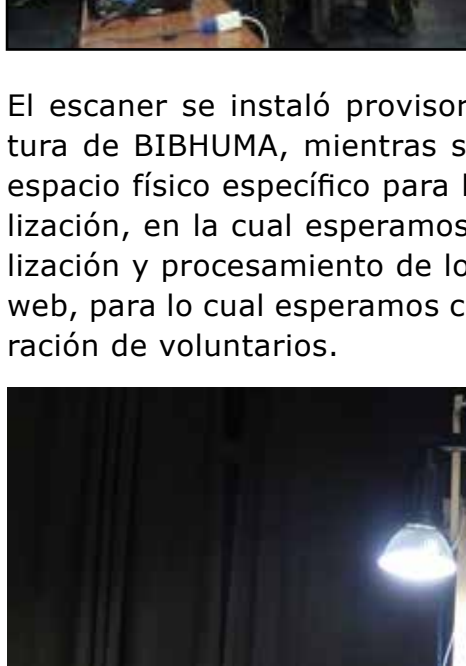 El escaner se instaló provisor
tura de BIBHUMA, mientras s
espacio físico específico para l
lización, en la cual esperamos
lización y procesamiento de lo
web, para lo cual esperamos c
ración de voluntarios.